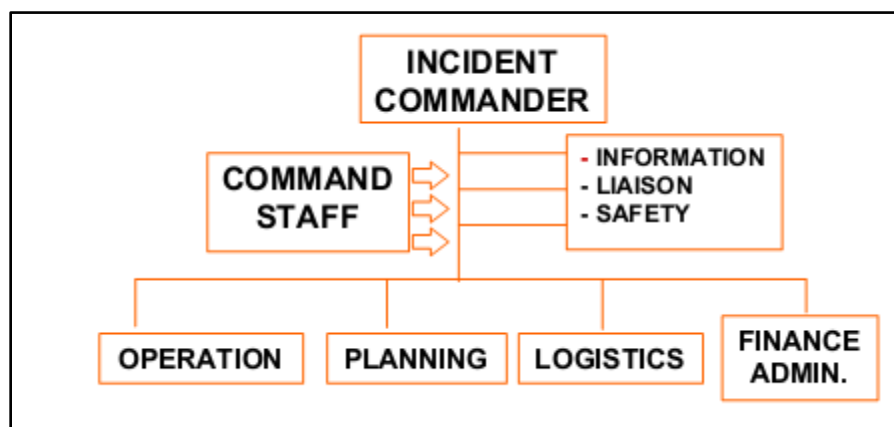 INCIDENT
COMMANDER
COMMAND
STAFF
- INFORMATION
- LIAISON
- SAFETY
OPERATION
PLANNING
LOGISTICS
FINANCE
ADMIN.